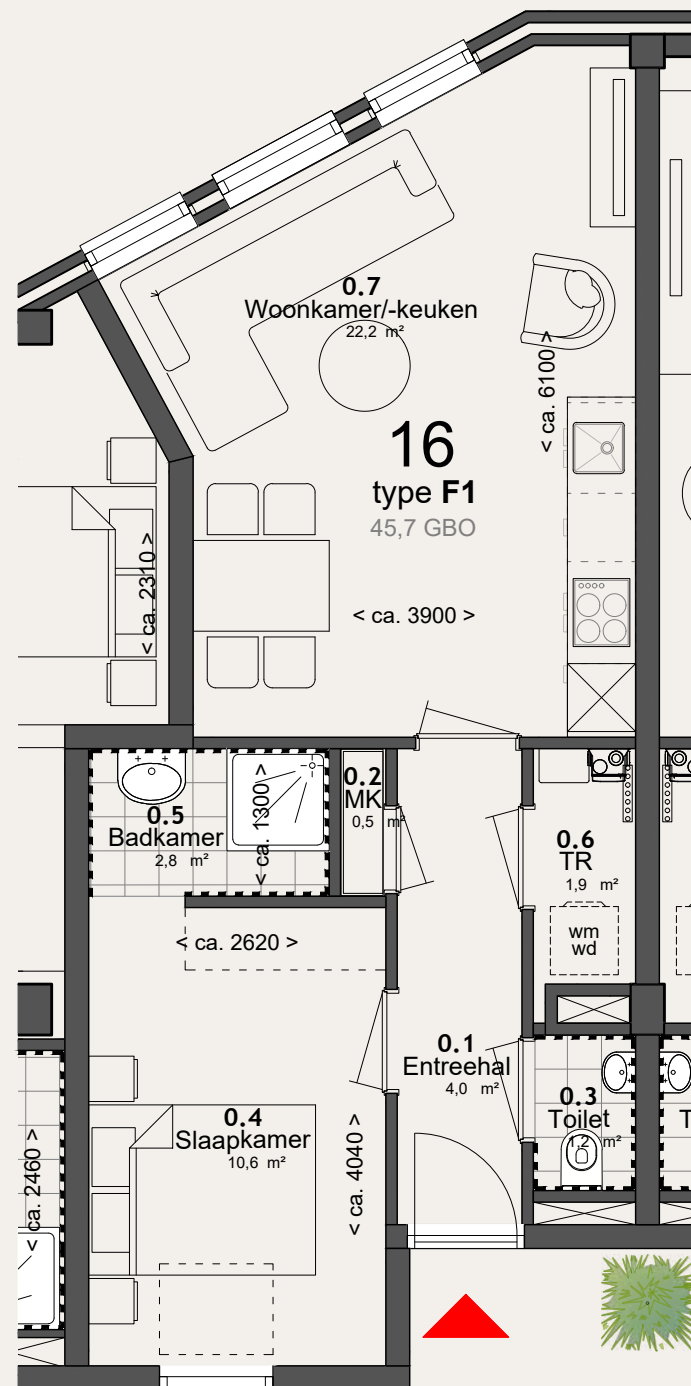 0.7
Woonkamer/-keuken
22,2 m²
< ca. 6100 >
16
type F1
45,7 GBO
< ca. 2310 >
< ca. 3900 >
0.2
MK
0,5 m²
0.5
Badkamer
2,8 m²
< ca. 1300 >
0.6
TR
1,9 m²
wm
wd
< ca. 2620 >
0.1
Entreehal
4,0 m²
0.3
Toilet
1,2 m²
T
0.4
Slaapkamer
10,6 m²
< ca. 4040 >
< ca. 2460 >